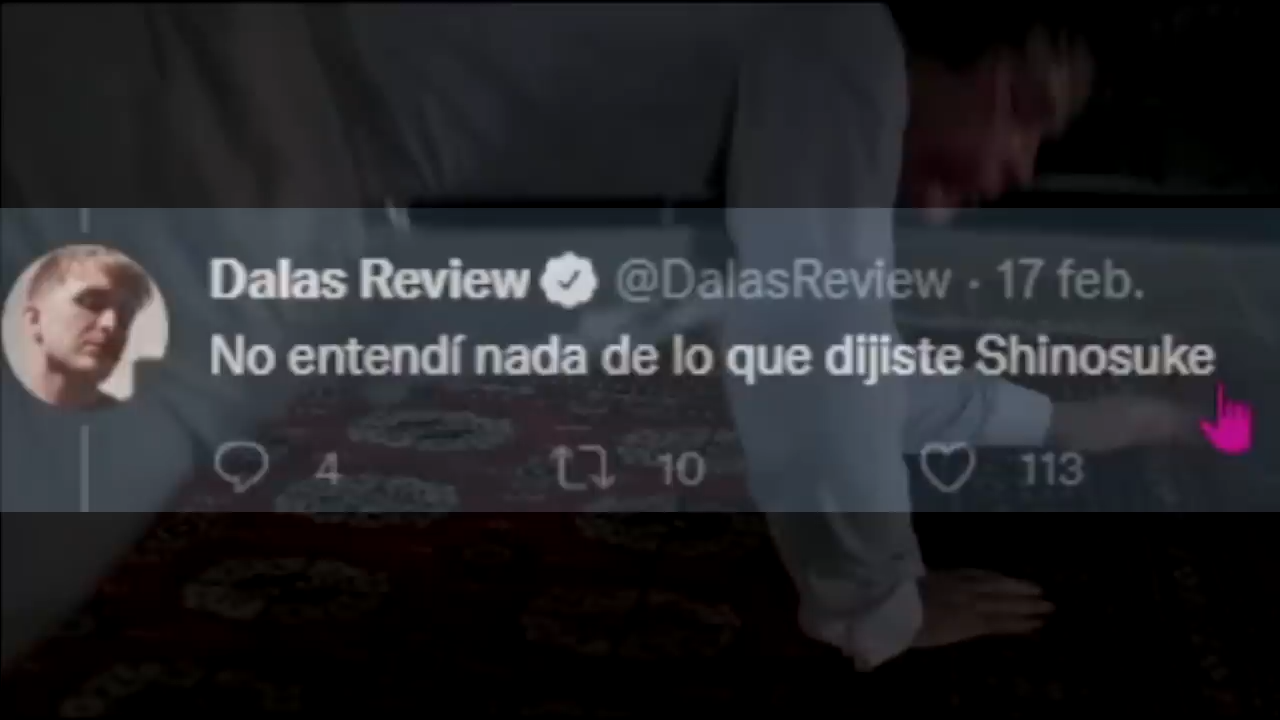 Dalas Review @DalasReview · 17 feb.
No entendí nada de lo que dijiste Shinosuke
4 10 113